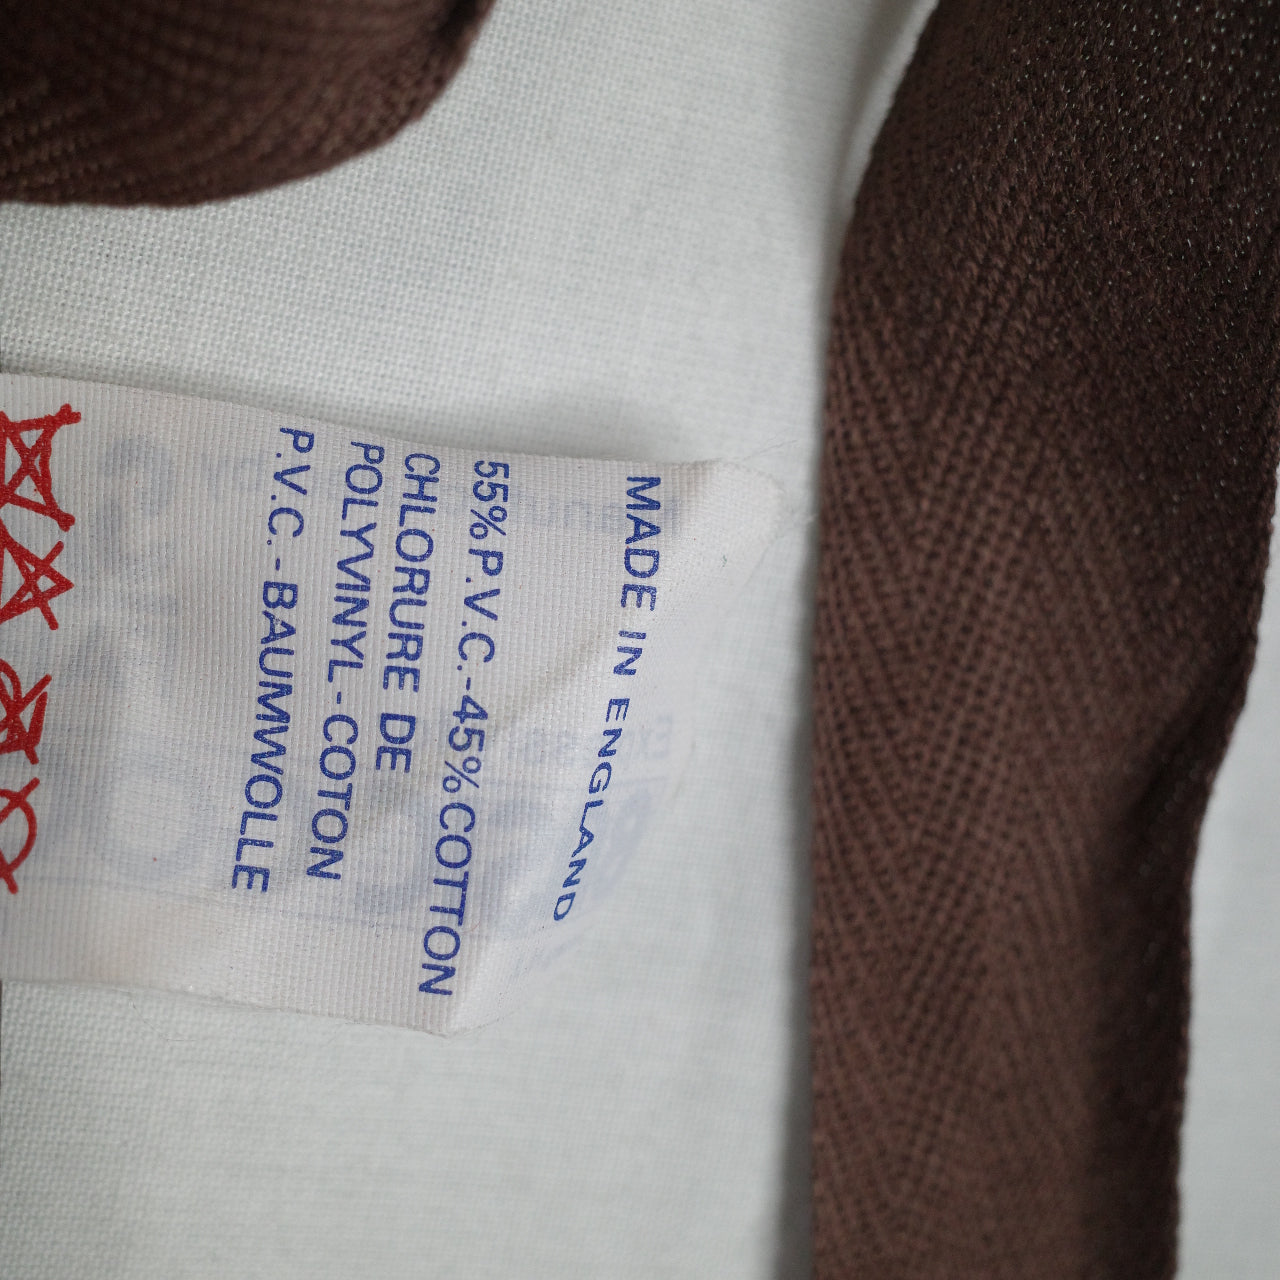 MADE IN ENGLAND
55%P.V.C.-45%COTTON
CHLORURE DE
POLYVINYL-COTON
P.V.C.-BAUMWOLLE